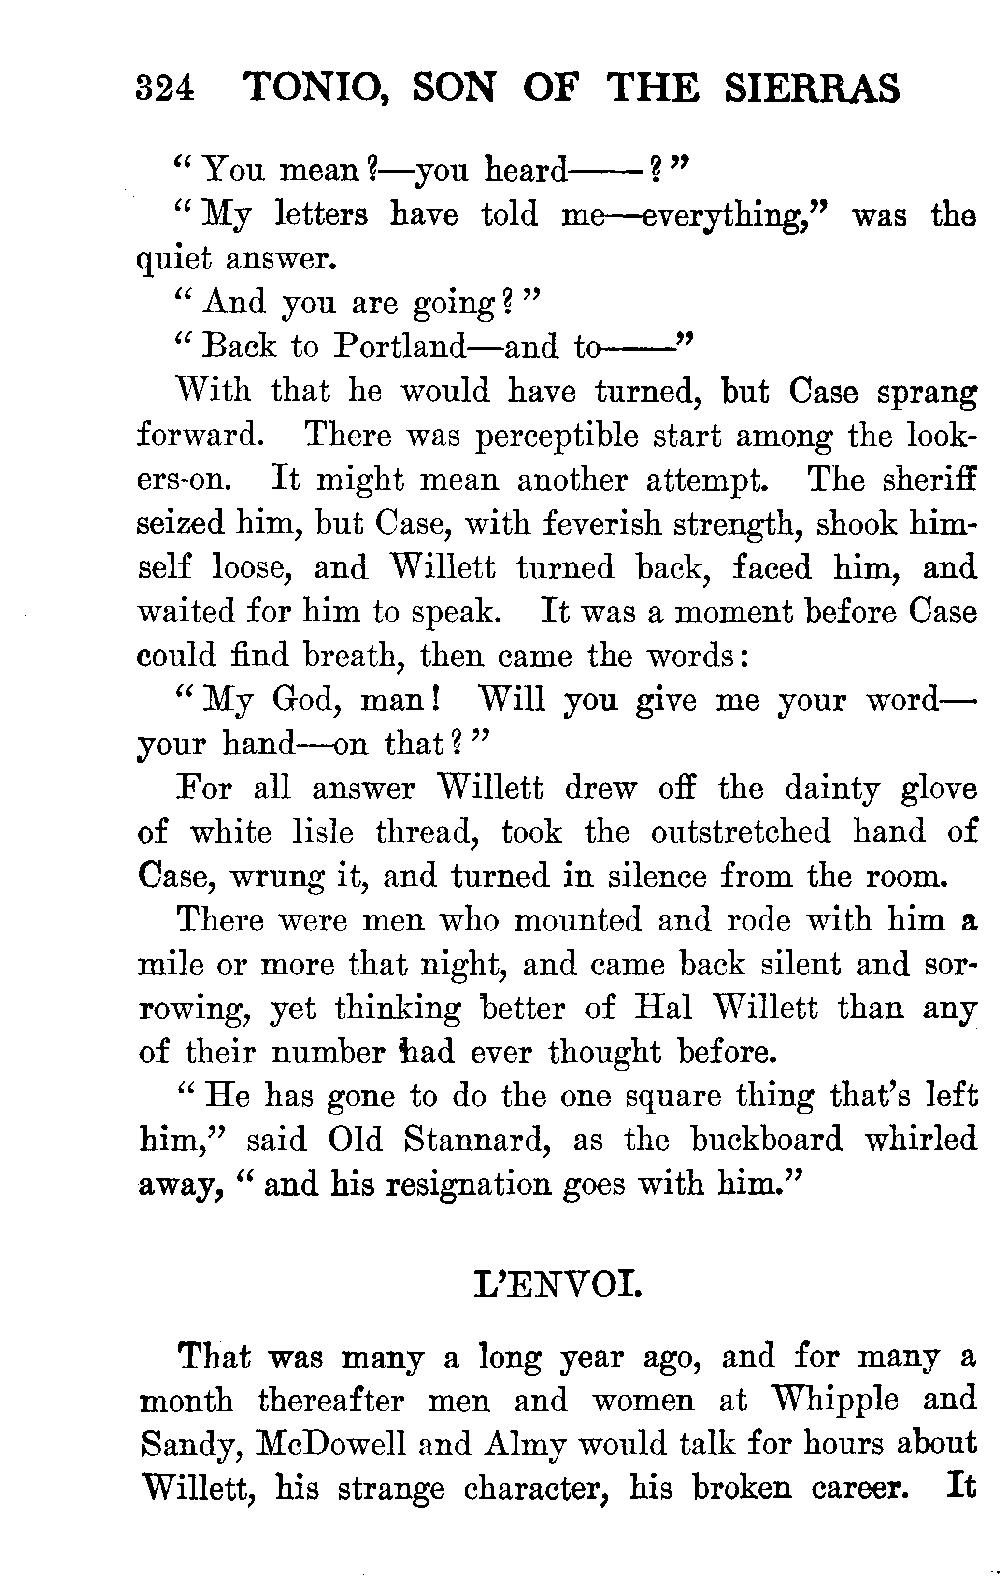 324 TONIO, SON OF THE SIERRAS
“ You mean ?—you heard——? ”
“ My letters have told me—everything,” was the
quiet answer.
“ And you are going ? ”
“ Back to Portland—and to——”
With that he would have turned, but Case sprang
forward. There was perceptible start among the look-
ers-on. It might mean another attempt. The sheriff
seized him, but Case, with feverish strength, shook him-
self loose, and Willett turned back, faced him, and
waited for him to speak. It was a moment before Case
could find breath, then came the words:
“ My God, man! Will you give me your word—
your hand—on that ? ”
For all answer Willett drew off the dainty glove
of white lisle thread, took the outstretched hand of
Case, wrung it, and turned in silence from the room.
There were men who mounted and rode with him a
mile or more that night, and came back silent and sor-
rowing, yet thinking better of Hal Willett than any
of their number had ever thought before.
“ He has gone to do the one square thing that’s left
him,” said Old Stannard, as the buckboard whirled
away, “ and his resignation goes with him.”
L’ENVOI.
That was many a long year ago, and for many a
month thereafter men and women at Whipple and
Sandy, McDowell and Almy would talk for hours about
Willett, his strange character, his broken career. It